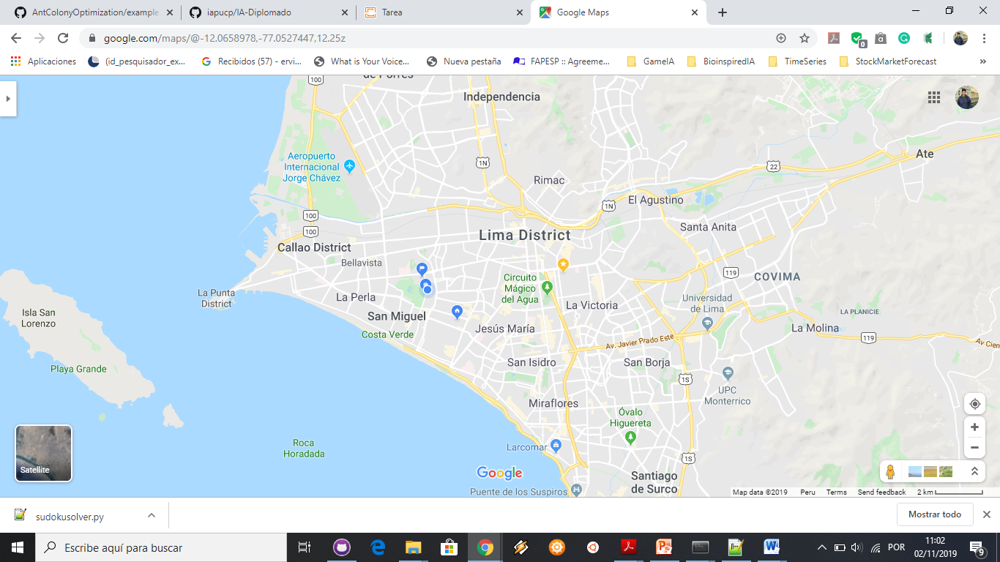 AntColonyOptimization/example
iapucp/IA-Diplomado
Tarea
Google Maps
google.com/maps/@-12.0658978,-77.0527447,12.25z
0
Aplicaciones
(id_pesquisador_ex...
Recibidos (57) - ervi...
What is Your Voice...
Nueva pestaña
FAPESP :: Agreeme...
GameIA
BioinspiredIA
TimeSeries
StockMarketForecast
»
de Porres
100
Independencia
Aeropuerto
Internacional
Jorge Chávez
1N
Rimac
22
Ate
El Agustino
1N
100
100
Santa Anita
Lima District
Callao District
Bellavista
119
COVIMA
Circuito
Mágico
del Agua
La Punta
District
La Perla
La Victoria
Universidad
de Lima
Isla San
Lorenzo
San Miguel
LA PLANICIE
Jesús María
La Molina
119
Costa Verde
Av. Javier Prado Este
Av Cien
Playa Grande
San Isidro
San Borja
1S
UPC
Monterrico
Miraflores
Óvalo
Higuereta
Roca
Horadada
Larcomar
1S
Satellite
Google
Santiago
de Surco
Puente de los Suspiros
Map data ©2019
Peru
Terms
Send feedback
2 km
sudokusolver.py
Mostrar todo
Escribe aquí para buscar
POR
11:02
02/11/2019
9